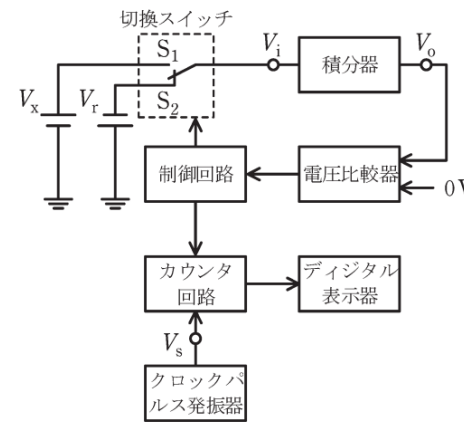 切換スイッチ
S₁
Vᵢ
積分器
Vₒ
Vₓ
Vᵣ
S₂
制御回路
電圧比較器
0V
カウンタ
回路
ディジタル
表示器
Vₛ
クロックパ
ルス発振器